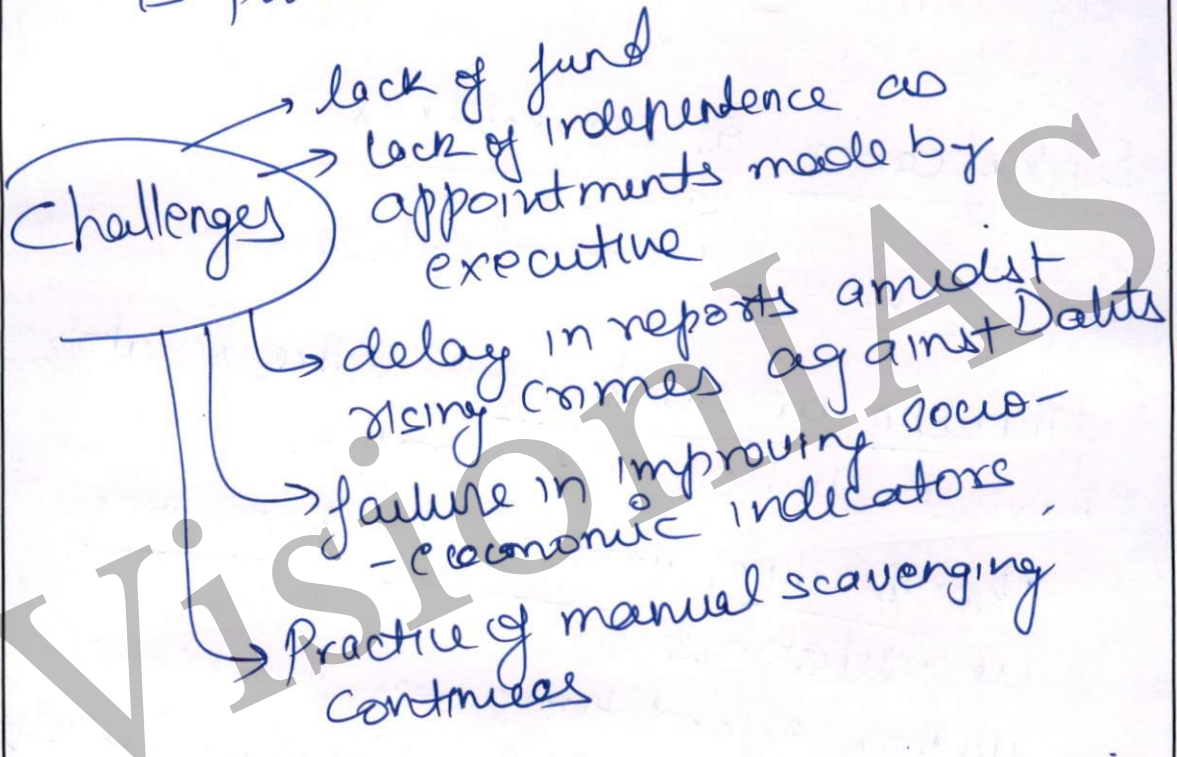 lack of fund
Challenges
lack of independence as
appointments made by
executive
delay in reports amidst
rising crimes against Dalits
failure in improving socio-
-economic indicators
Practice of manual scavenging
continues
VisionIAS